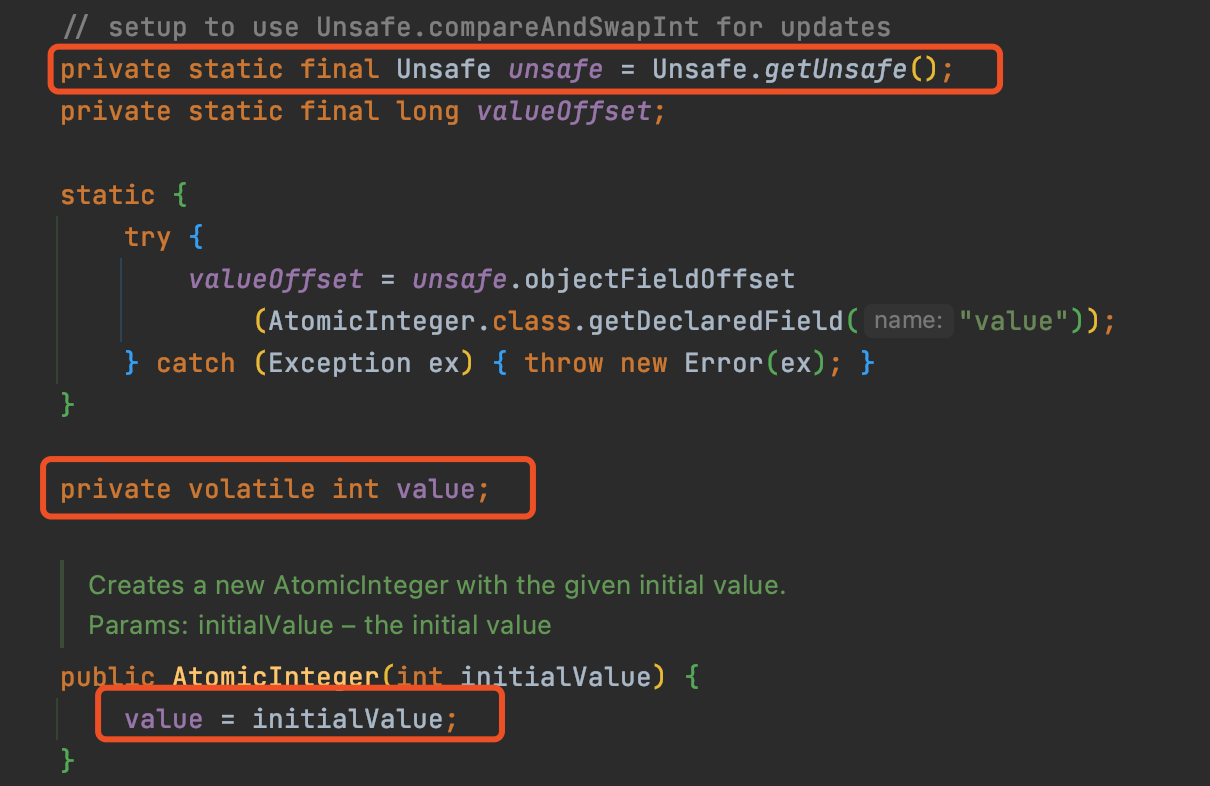 // setup to use Unsafe.compareAndSwapInt for updates
private static final Unsafe unsafe = Unsafe.getUnsafe();
private static final long valueOffset;
static {
try {
valueOffset = unsafe.objectFieldOffset
(AtomicInteger.class.getDeclaredField( name: "value"));
} catch (Exception ex) { throw new Error(ex); }
}
private volatile int value;
Creates a new AtomicInteger with the given initial value.
Params: initialValue – the initial value
public AtomicInteger(int initialValue) {
value = initialValue;
}